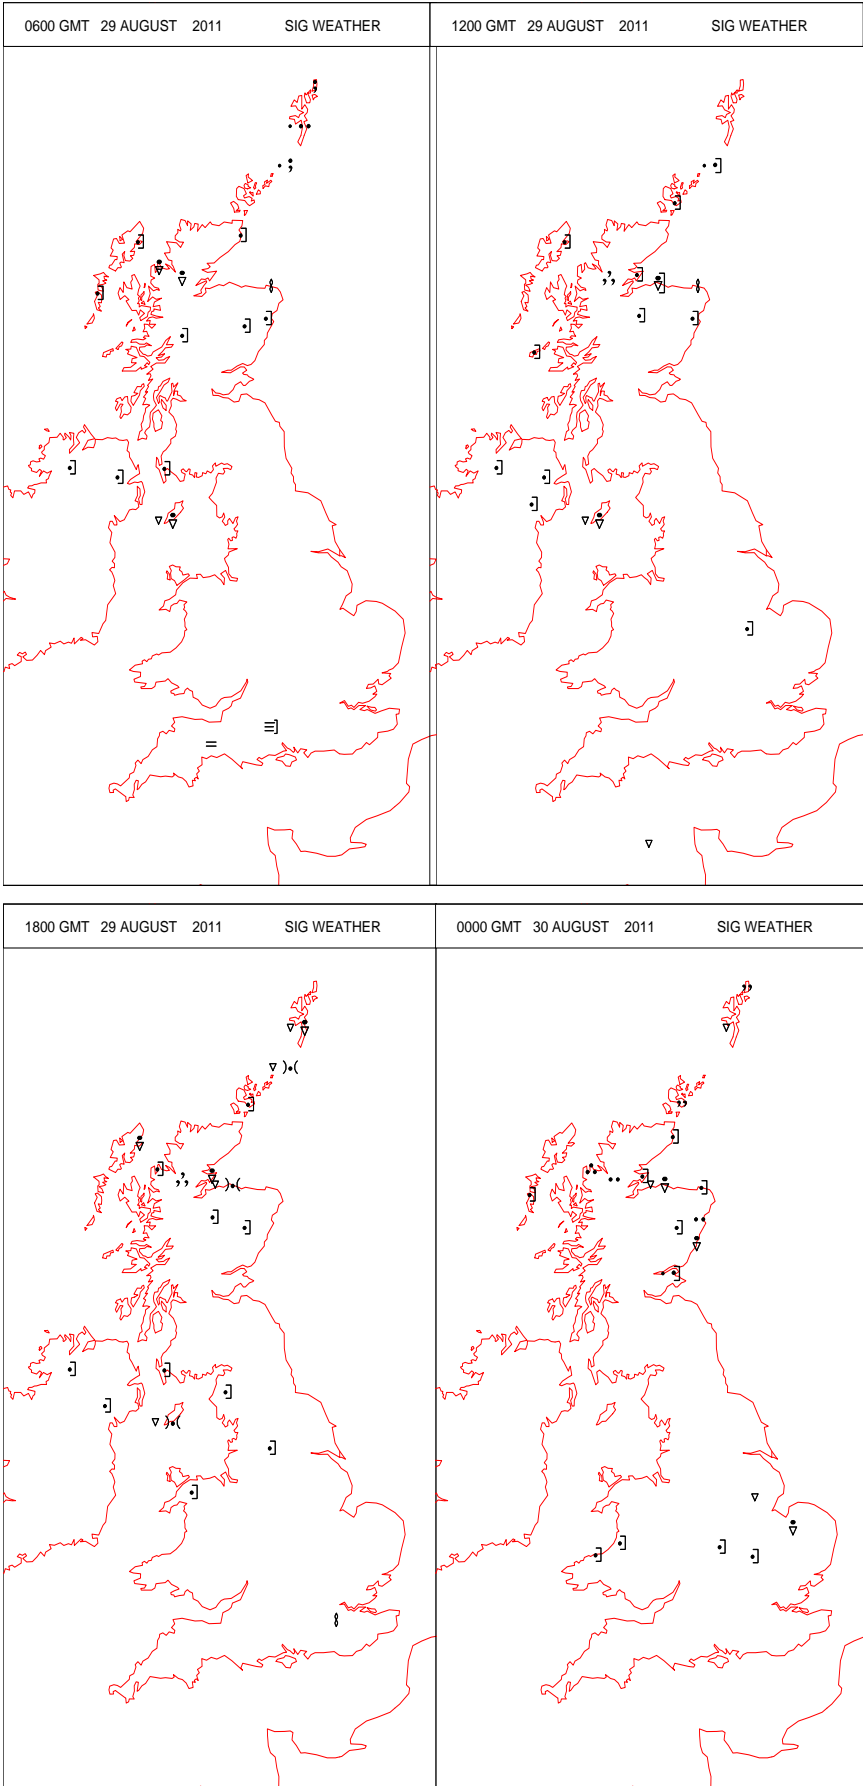 0600 GMT 29 AUGUST 2011 SIG WEATHER
1200 GMT 29 AUGUST 2011 SIG WEATHER
1800 GMT 29 AUGUST 2011 SIG WEATHER
0000 GMT 30 AUGUST 2011 SIG WEATHER